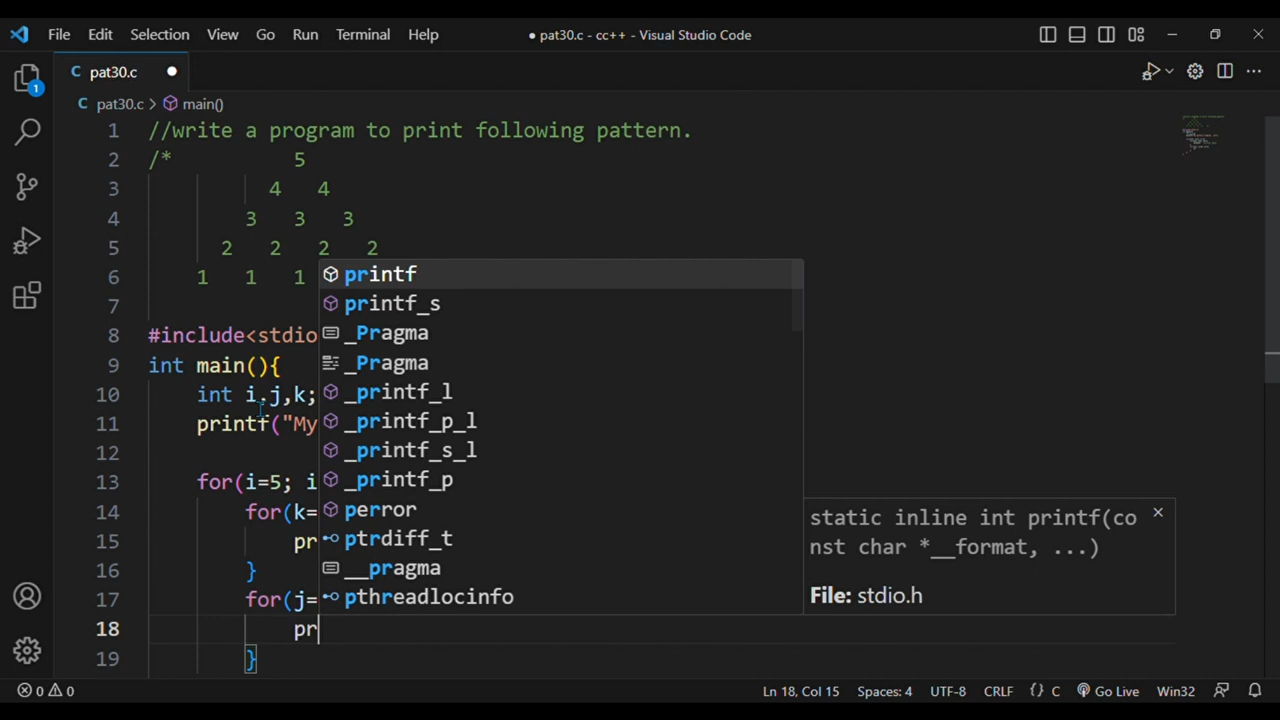 File Edit Selection View Go Run Terminal Help
● pat30.c - cc++ - Visual Studio Code
C pat30.c
C pat30.c > main()
1 //write a program to print following pattern.
2 /* 5
3 4 4
4 3 3 3
5 2 2 2 2
6 1 1 1
7
8 #include<stdio
9 int main(){
10 int i,j,k;
11 printf("My
12
13 for(i=5; i
14 for(k=
15 pr
16 }
17 for(j=
18 pr
19 }
printf
printf_s
_Pragma
_Pragma
_printf_l
_printf_p_l
_printf_s_l
_printf_p
perror
ptrdiff_t
__pragma
pthreadlocinfo
static inline int printf(co
nst char *__format, ...)
File: stdio.h
1
0 0 Ln 18, Col 15 Spaces: 4 UTF-8 CRLF {} C Go Live Win32